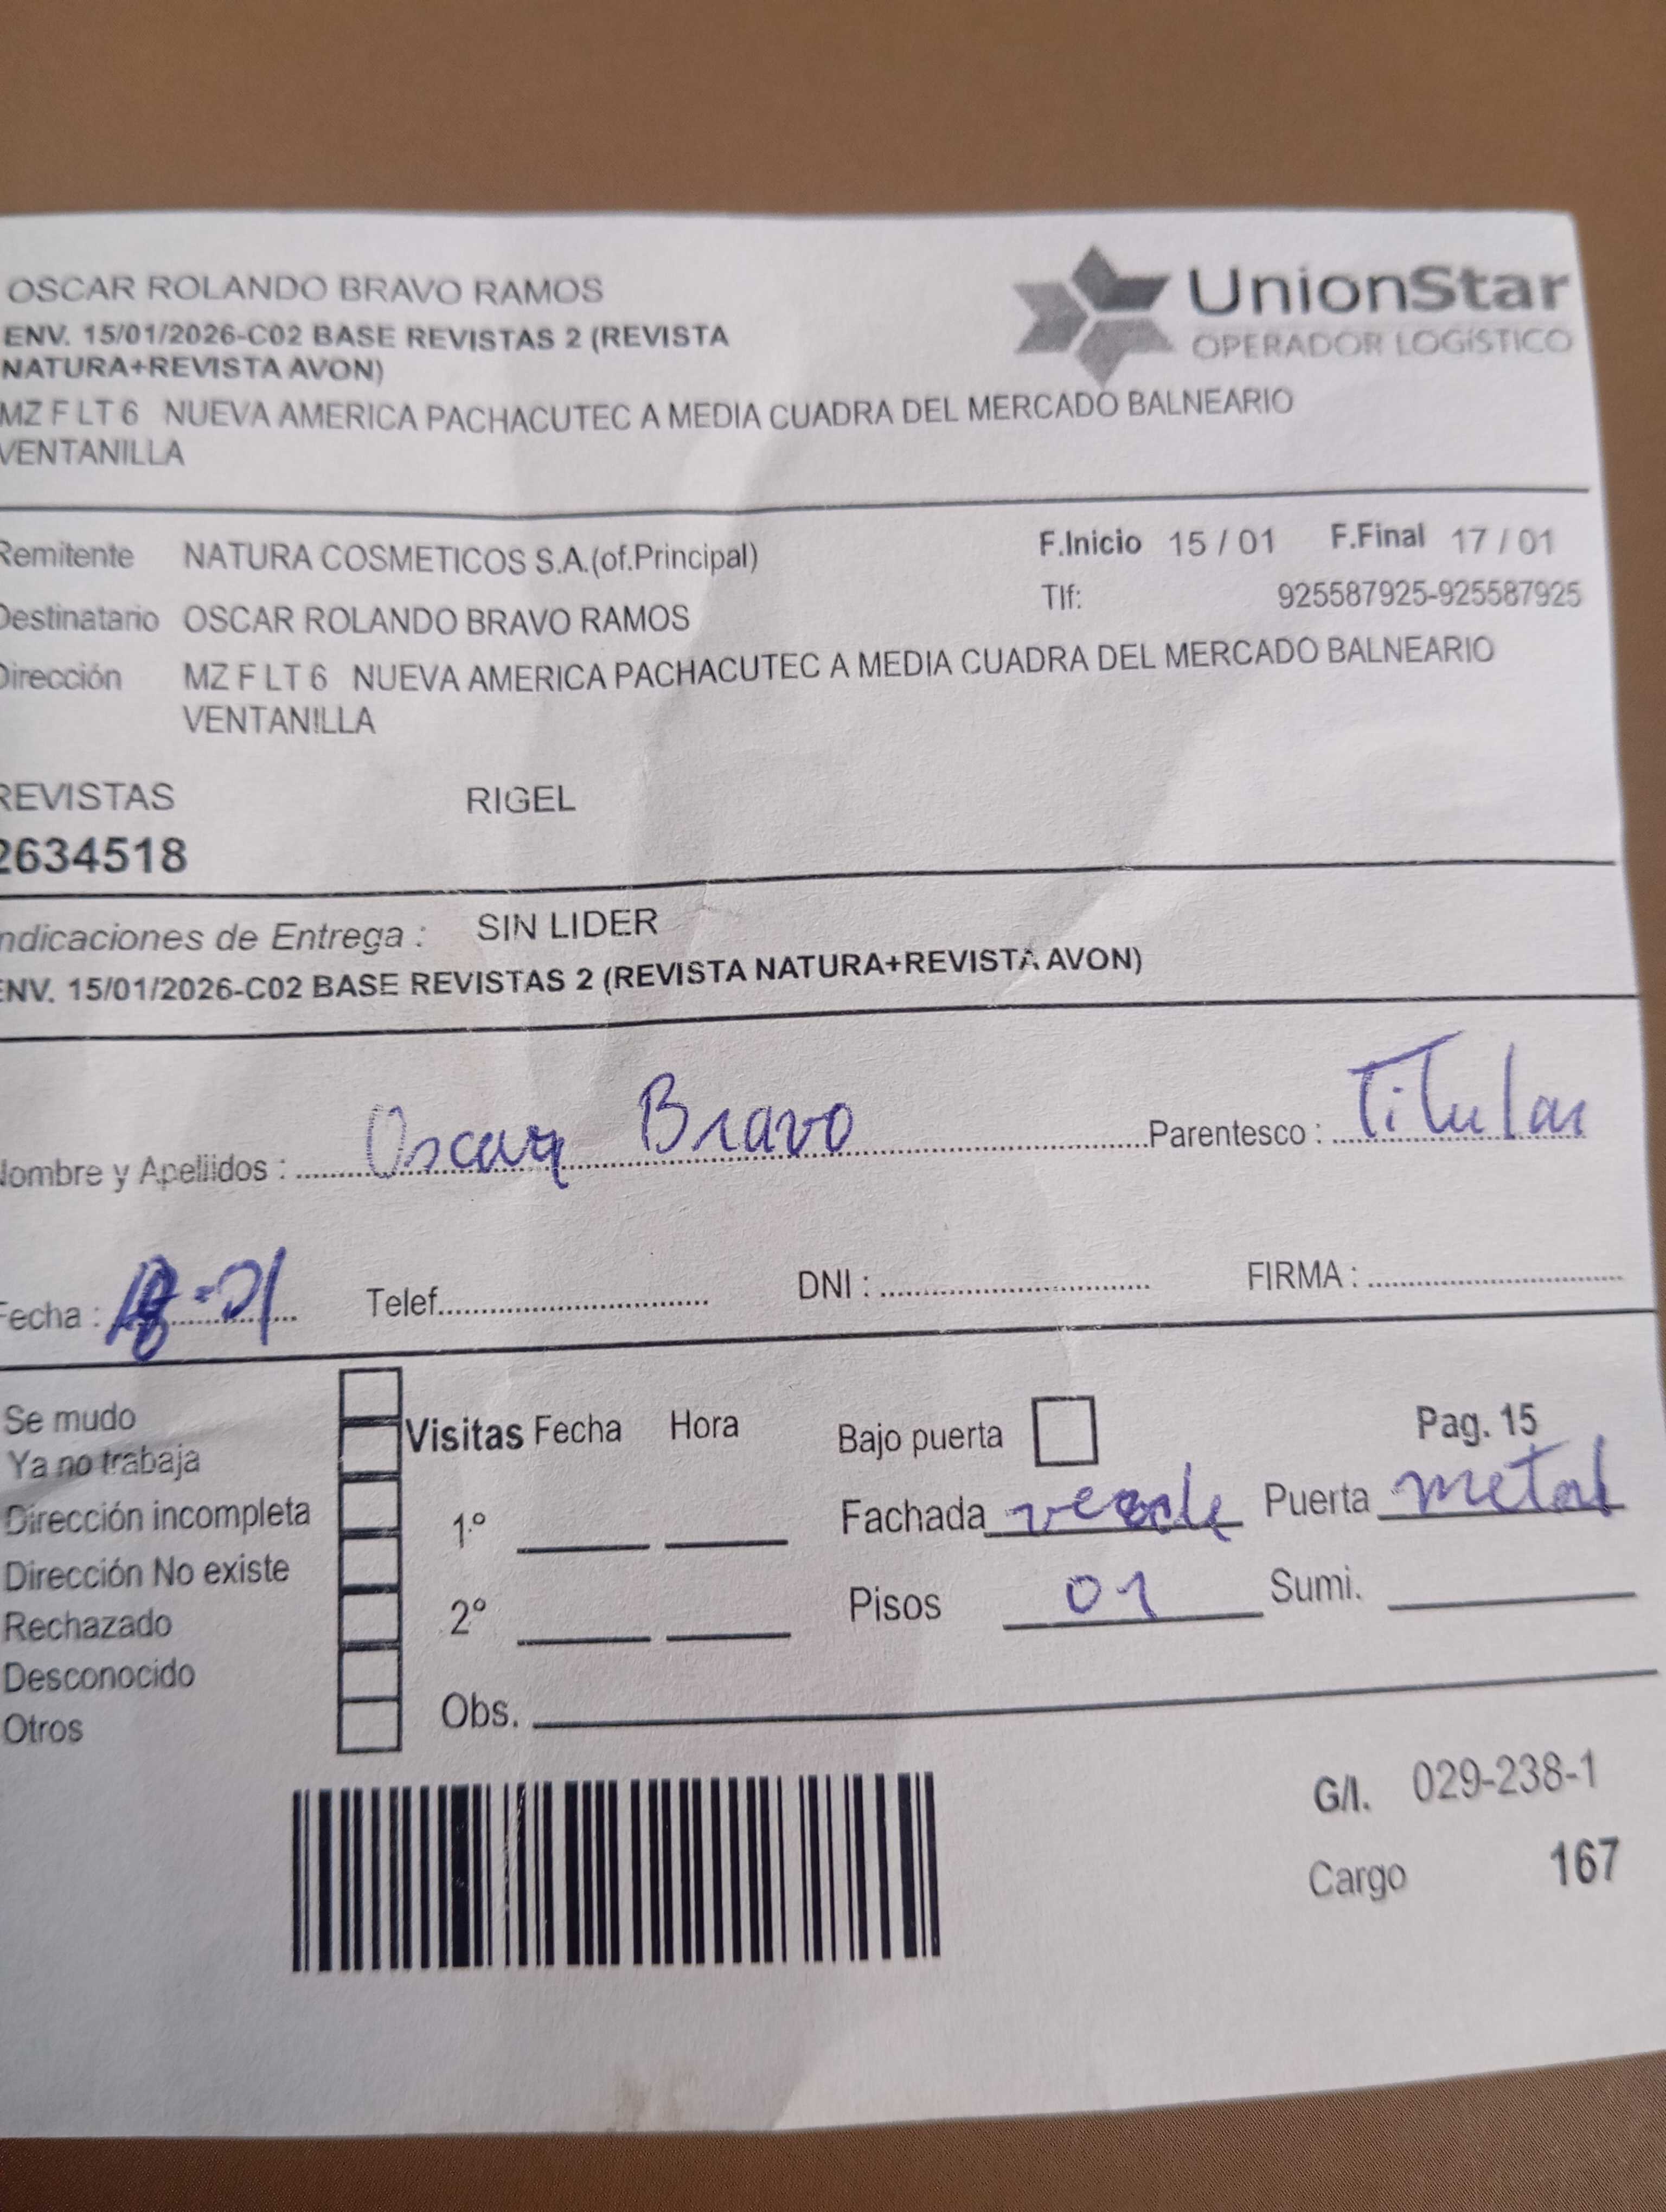 OSCAR ROLANDO BRAVO RAMOS
UnionStar
OPERADOR LOGÍSTICO
ENV. 15/01/2026-C02 BASE REVISTAS 2 (REVISTA
NATURA+REVISTA AVON)
MZ F LT 6 NUEVA AMERICA PACHACUTEC A MEDIA CUADRA DEL MERCADO BALNEARIO
VENTANILLA
Remitente NATURA COSMETICOS S.A.(of.Principal) F.Inicio 15 / 01 F.Final 17 / 01
Tlf: 925587925-925587925
Destinatario OSCAR ROLANDO BRAVO RAMOS
Dirección MZ F LT 6 NUEVA AMERICA PACHACUTEC A MEDIA CUADRA DEL MERCADO BALNEARIO
VENTANILLA
REVISTAS RIGEL
2634518
Indicaciones de Entrega : SIN LIDER
ENV. 15/01/2026-C02 BASE REVISTAS 2 (REVISTA NATURA+REVISTA AVON)
Nombre y Apellidos : Oscar Bravo Parentesco : Titular
Fecha : -01 Telef. DNI : FIRMA :
Se mudo
Ya no trabaja
Dirección incompleta
Dirección No existe
Rechazado
Desconocido
Otros
Visitas Fecha Hora
1.º
2º
Obs.
Bajo puerta Pag. 15
Fachada verde Puerta metal
Pisos 01 Sumi.
G/I. 029-238-1
Cargo 167